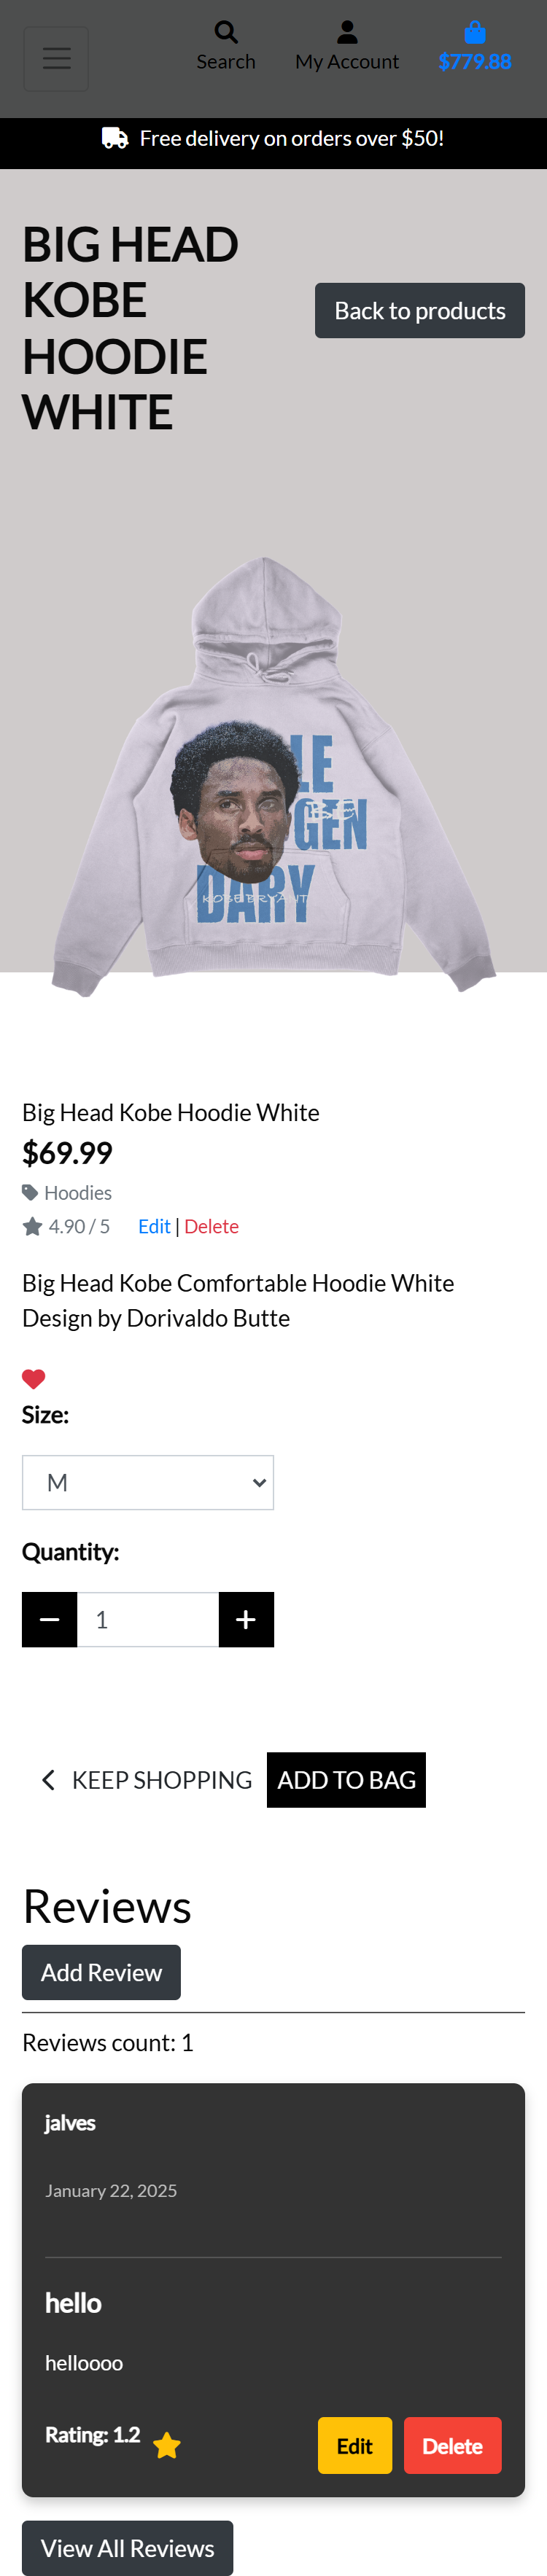 Search
My Account
$779.88
Free delivery on orders over $50!
BIG HEAD
KOBE
HOODIE
WHITE
Back to products
LE
GEN
DARY
KOBE BRYANT
Big Head Kobe Hoodie White
$69.99
Hoodies
4.90 / 5 Edit | Delete
Big Head Kobe Comfortable Hoodie White
Design by Dorivaldo Butte
Size:
M
Quantity:
1
KEEP SHOPPING
ADD TO BAG
Reviews
Add Review
Reviews count: 1
jalves
January 22, 2025
hello
helloooo
Rating: 1.2
Edit
Delete
View All Reviews